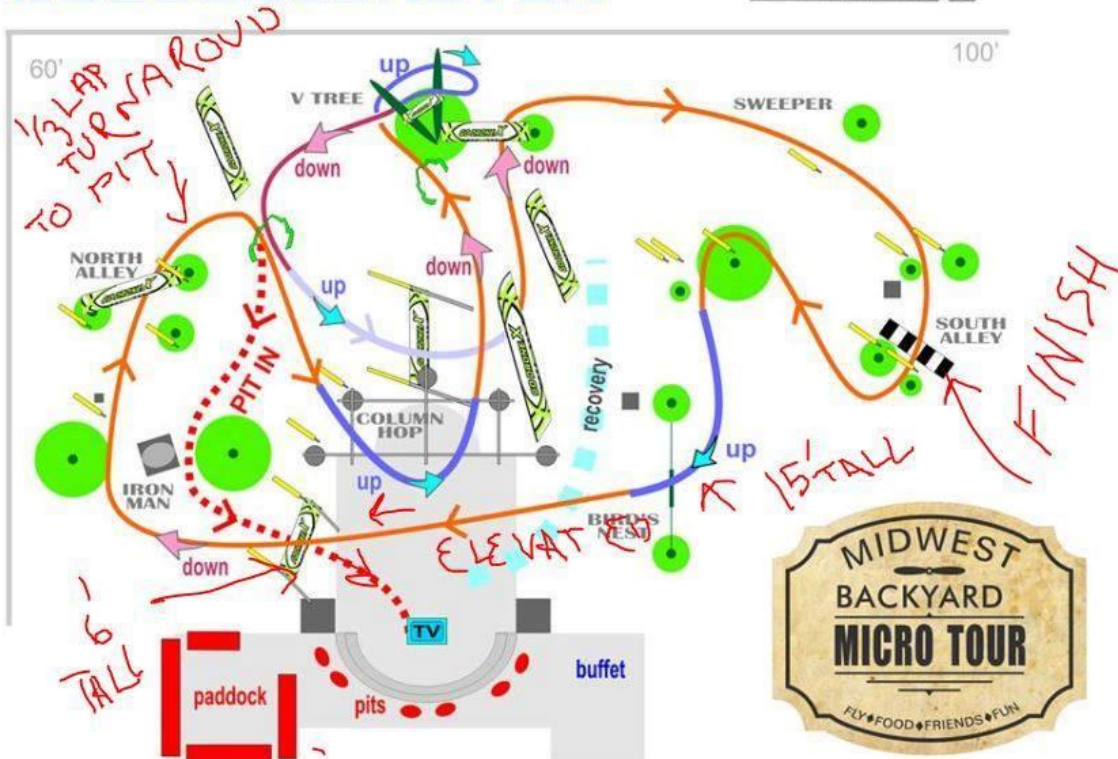 60'
100'
1/3 LAP
TURNAROUD
TO PIT
up
V TREE
SWEEPER
down
down
NORTH
ALLEY
down
up
SOUTH
ALLEY
FINISH
PIT IN
recovery
COLUMN
HOP
up
up
15' TALL
IRON
MAN
BIRD'S
NEST
ELEVATED
down
6'
TALL
TV
buffet
paddock
pits
MIDWEST
BACKYARD
MICRO TOUR
FLY♦FOOD♦FRIENDS♦FUN